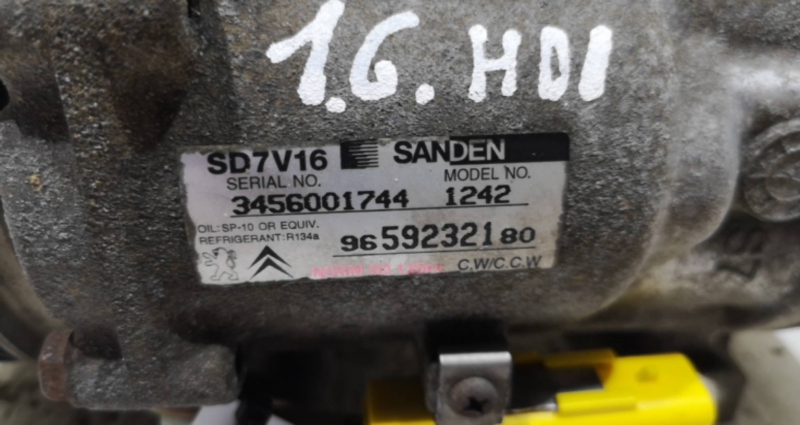 1.6. HDI
SD7V16 SANDEN
SERIAL NO. MODEL NO.
3456001744 1242
OIL: SP-10 OR EQUIV.
REFRIGERANT: R134a
9659232180
C.W/C.C.W